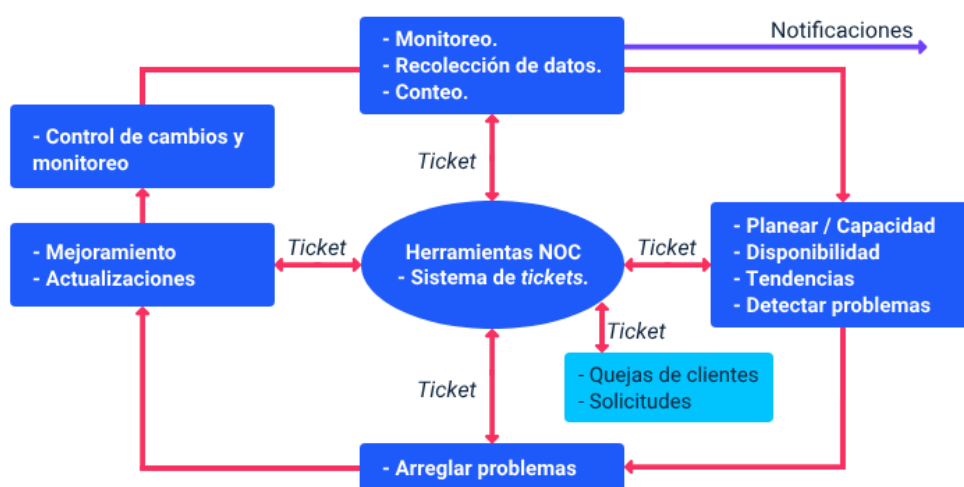 Notificaciones
- Monitoreo.
- Recolección de datos.
- Conteo.
- Control de cambios y
monitoreo
Ticket
- Mejoramiento
- Actualizaciones
Ticket
Herramientas NOC
- Sistema de tickets.
Ticket
- Planear / Capacidad
- Disponibilidad
- Tendencias
- Detectar problemas
Ticket
- Quejas de clientes
- Solicitudes
Ticket
- Arreglar problemas